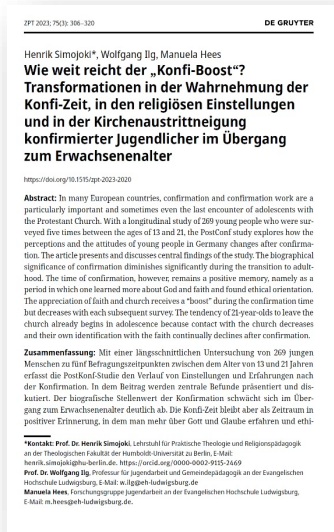 ZPT 2023; 75(3): 306–320
DE GRUYTER
Henrik Simojoki*, Wolfgang Ilg, Manuela Hees
Wie weit reicht der „Konfi-Boost“?
Transformationen in der Wahrnehmung der
Konfi-Zeit, in den religiösen Einstellungen
und in der Kirchenaustrittneigung
konfirmierter Jugendlicher im Übergang
zum Erwachsenenalter
https://doi.org/10.1515/zpt-2023-2020
Abstract: In many European countries, confirmation and confirmation work are a
particularly important and sometimes even the last encounter of adolescents with
the Protestant Church. With a longitudinal study of 269 young people who were sur-
veyed five times between the ages of 13 and 21, the PostConf study explores how the
perceptions and the attitudes of young people in Germany changes after confirma-
tion. The article presents and discusses central findings of the study. The biographical
significance of confirmation diminishes significantly during the transition to adult-
hood. The time of confirmation, however, remains a positive memory, namely as a
period in which one learned more about God and faith and found ethical orientation.
The appreciation of faith and church receives a “boost” during the confirmation time
but decreases with each subsequent survey. The tendency of 21-year-olds to leave the
church already begins in adolescence because contact with the church decreases
and their own identification with the faith continually declines after confirmation.
Zusammenfassung: Mit einer längsschnittlichen Untersuchung von 269 jungen
Menschen zu fünf Befragungszeitpunkten zwischen dem Alter von 13 und 21 Jahren
erfasst die PostKonf-Studie den Verlauf von Einstellungen und Erfahrungen nach
der Konfirmation. In dem Beitrag werden zentrale Befunde präsentiert und dis-
kutiert. Der biografische Stellenwert der Konfirmation schwächt sich im Über-
gang zum Erwachsenenalter deutlich ab. Die Konfi-Zeit bleibt aber als Zeitraum in
positiver Erinnerung, in dem man mehr über Gott und Glaube erfahren und ethi-
*Kontakt: Prof. Dr. Henrik Simojoki, Lehrstuhl für Praktische Theologie und Religionspädagogik
an der Theologischen Fakultät der Humboldt-Universität zu Berlin, E-Mail:
henrik.simojoki@hu-berlin.de. https://orcid.org/0000-0002-9115-2469
Prof. Dr. Wolfgang Ilg, Professur für Jugendarbeit und Gemeindepädagogik an der Evangelischen
Hochschule Ludwigsburg, E-Mail: w.ilg@eh-ludwigsburg.de
Manuela Hees, Forschungsgruppe Jugendarbeit an der Evangelischen Hochschule Ludwigsburg,
E-Mail: m.hees@eh-ludwigsburg.de.